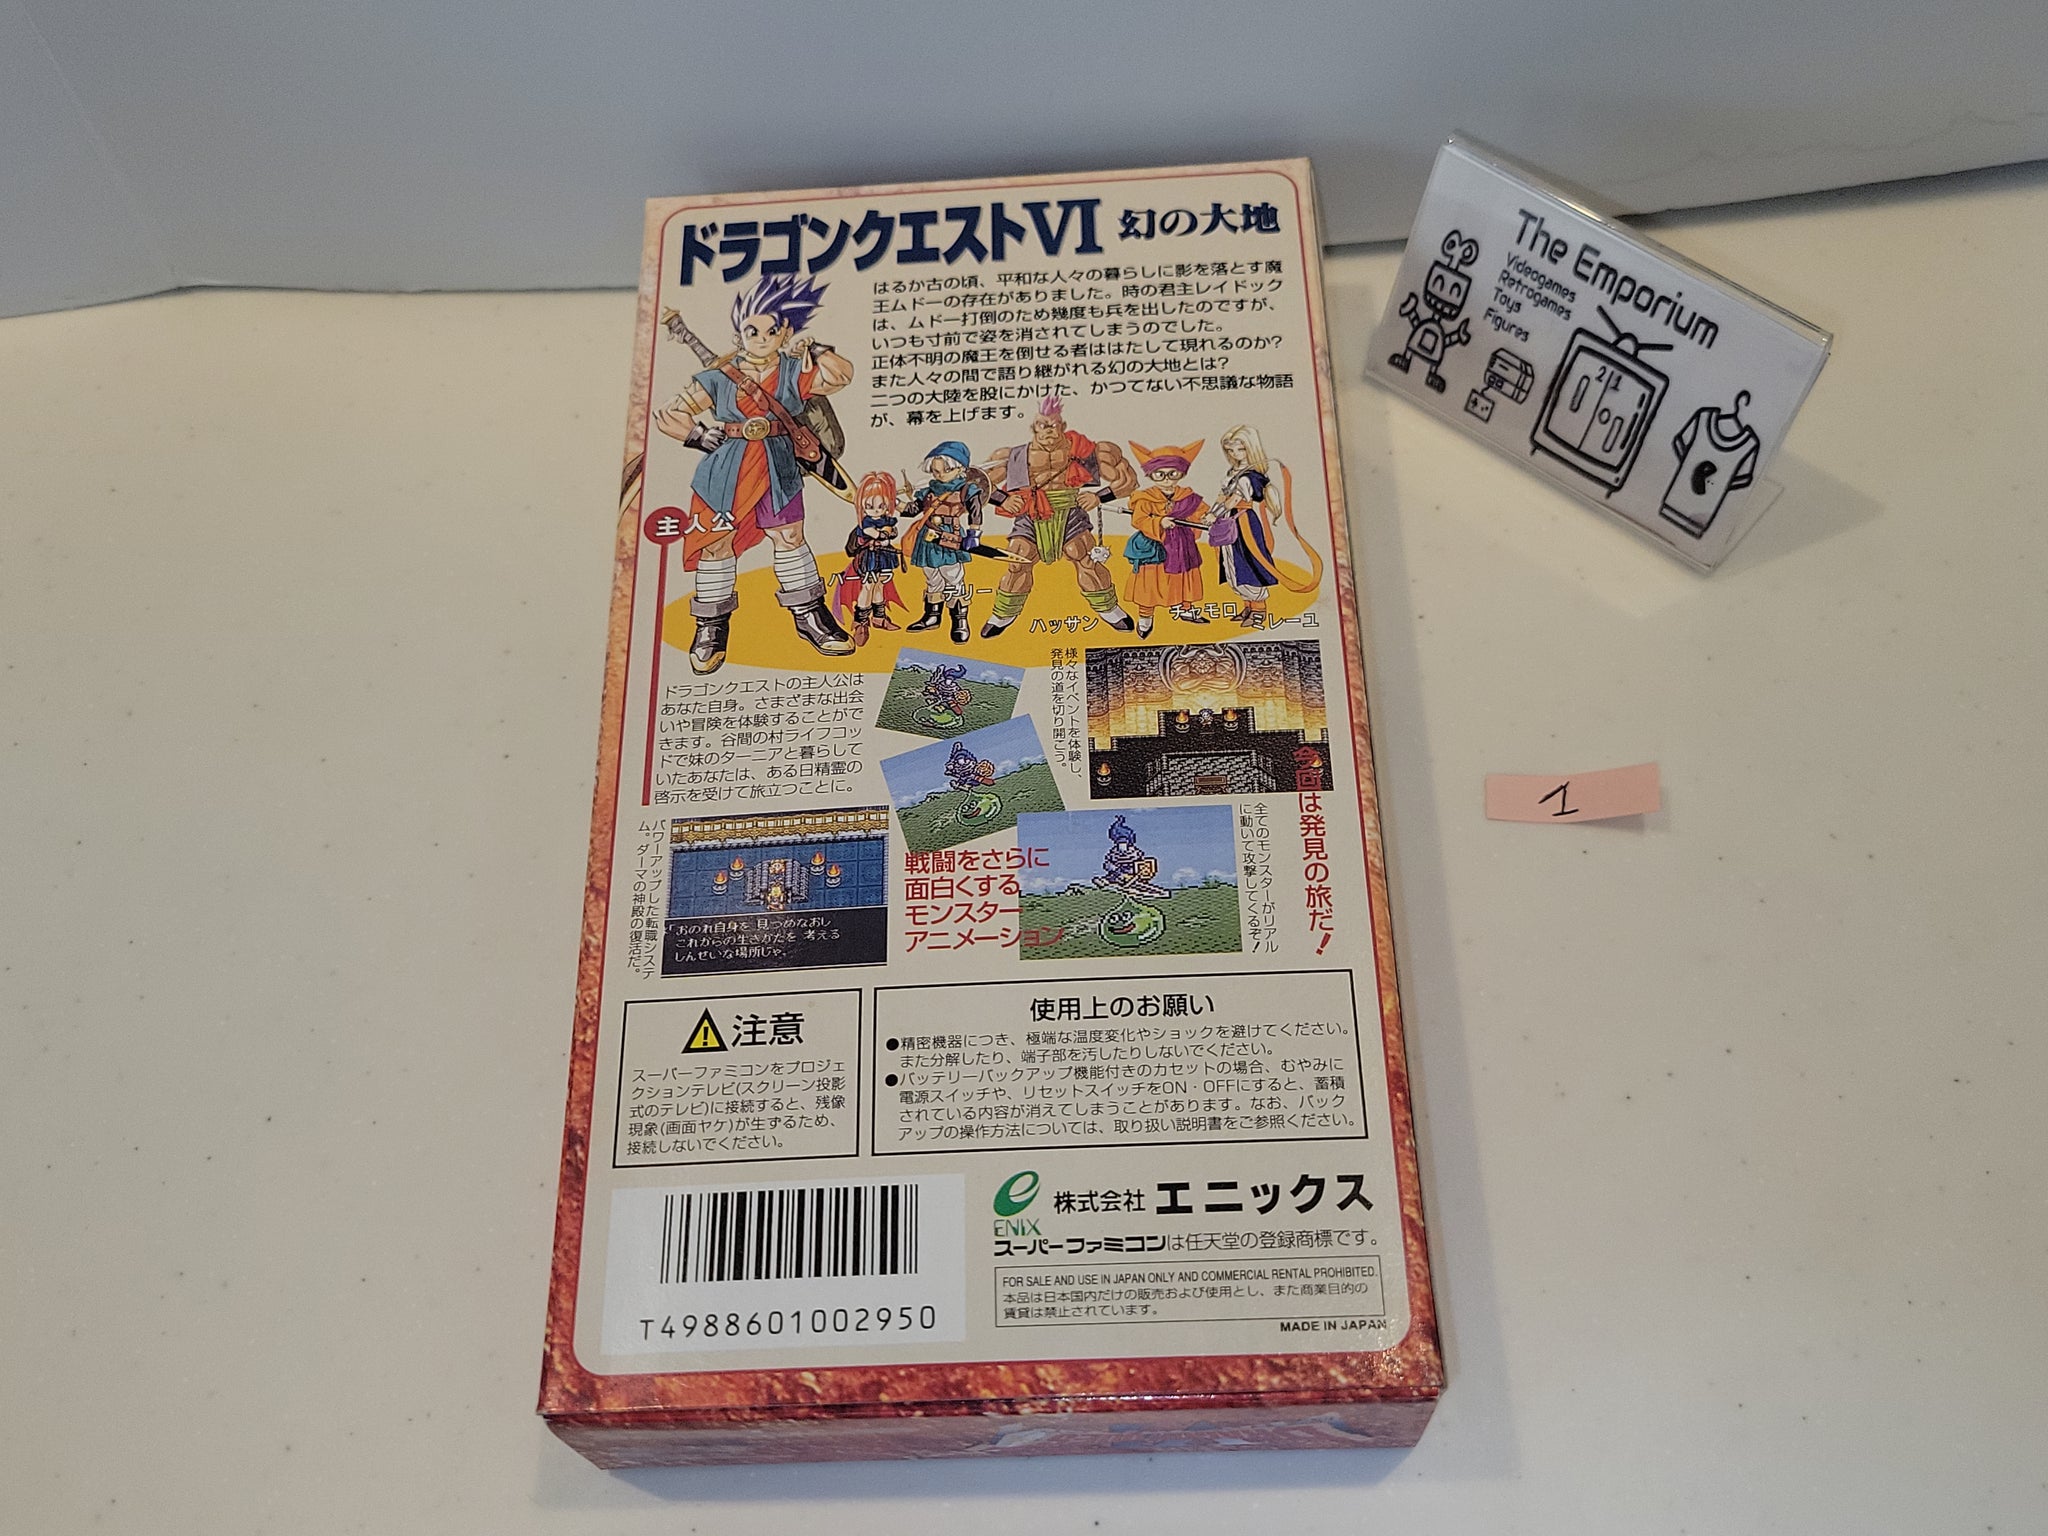 ドラゴンクエストVI 幻の大地
はるか古の頃、平和な人々の暮らしに影を落とす魔
王ムドーの存在がありました。時の君主レイドック
は、ムドー打倒のため幾度も兵を出したのですが、
いつも寸前で姿を消されてしまうのでした。
正体不明の魔王を倒せる者ははたして現れるのか?
また人々の間で語り継がれる幻の大地とは?
二つの大陸を股にかけた、かつてない不思議な物語
が、幕を上げます。
主人公
バーバラ
テリー
ハッサン
チャモロ
ミレーユ
ドラゴンクエストの主人公は
あなた自身。さまざまな出会
いや冒険を体験することがで
きます。谷間の村ライフコッ
ドで妹のターニアと暮らして
いたあなたは、ある日精霊の
啓示を受けて旅立つことに。
様々なイベントを体験し、
発見の道を切り開こう。
今回は発見の旅だ!
全てのモンスターがリアル
に動いて攻撃してくるぞ!
戦闘をさらに
面白くする
モンスター
アニメーション
パワーアップした転職システ
ム。ダーマの神殿の復活だ。
「おのれ自身を 見つめなおし
これからの生きかたを 考える
しんせいな場所じゃ。
注意
スーパーファミコンをプロジェ
クションテレビ(スクリーン投影
式のテレビ)に接続すると、残像
現象(画面ヤケ)が生ずるため、
接続しないでください。
使用上のお願い
●精密機器につき、極端な温度変化やショックを避けてください。
また分解したり、端子部を汚したりしないでください。
●バッテリーバックアップ機能付きのカセットの場合、むやみに
電源スイッチや、リセットスイッチをON・OFFにすると、蓄積
されている内容が消えてしまうことがあります。なお、バック
アップの操作方法については、取り扱い説明書をご参照ください。
T4988601002950
ENIX
株式会社 エニックス
スーパーファミコンは任天堂の登録商標です。
FOR SALE AND USE IN JAPAN ONLY AND COMMERCIAL RENTAL PROHIBITED.
本品は日本国内だけの販売および使用とし、また商業目的の
賃貸は禁止されています。
MADE IN JAPAN
The Emporium
Videogames
Retrogames
Toys
Figures
21
1